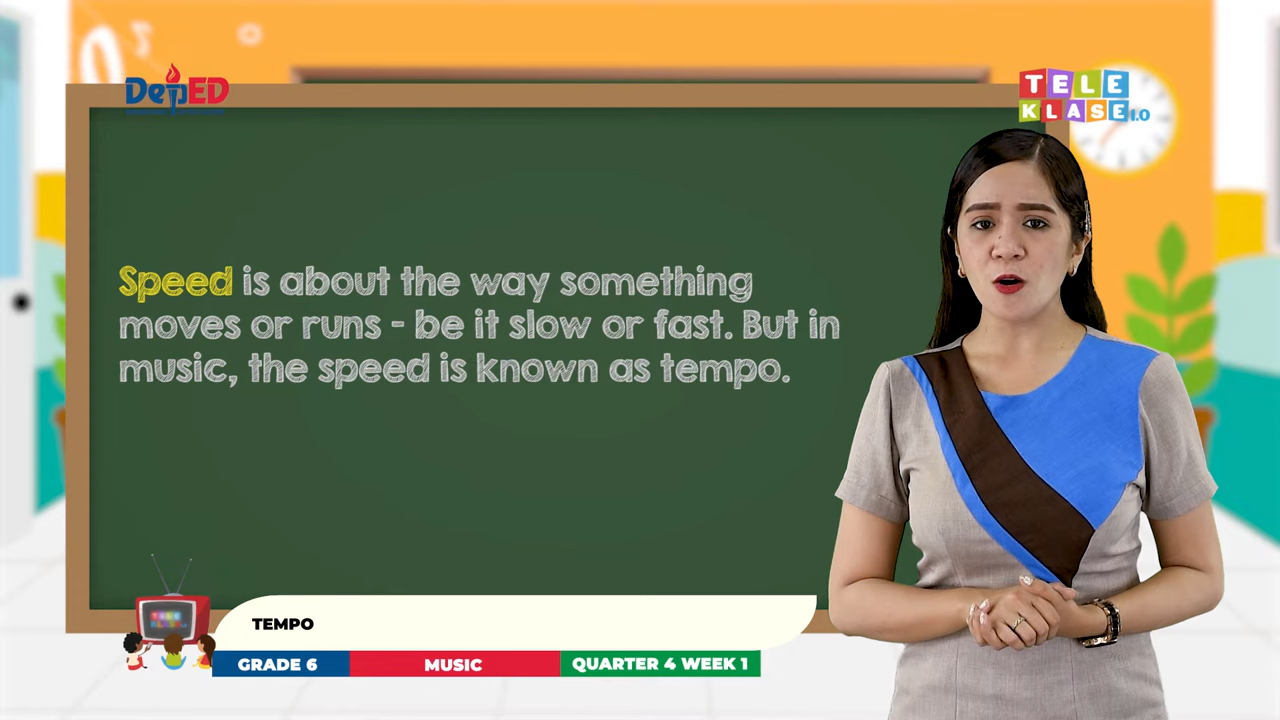 DepED
TELE
KLASE 1.0
Speed is about the way something
moves or runs - be it slow or fast. But in
music, the speed is known as tempo.
TEMPO
GRADE 6
MUSIC
QUARTER 4 WEEK 1